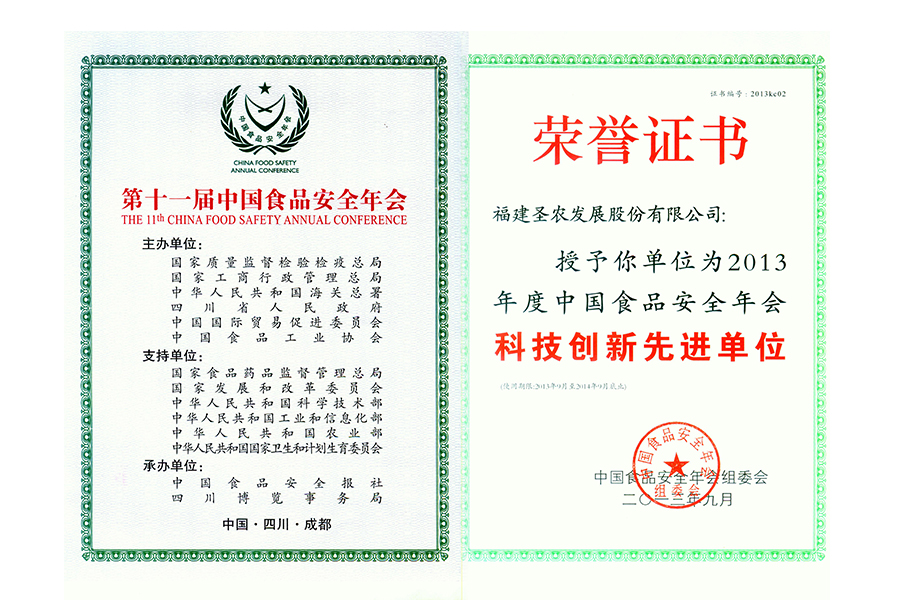 中国食品安全年会
CHINA FOOD SAFETY
ANNUAL CONFERENCE
第十一届中国食品安全年会
THE 11th CHINA FOOD SAFETY ANNUAL CONFERENCE
主办单位：
国家质量监督检验检疫总局
国家工商行政管理总局
中华人民共和国海关总署
四川省人民政府
中国国际贸易促进委员会
中国食品工业协会
支持单位：
国家食品药品监督管理总局
国家发展和改革委员会
中华人民共和国科学技术部
中华人民共和国工业和信息化部
中华人民共和国农业部
中华人民共和国国家卫生和计划生育委员会
承办单位：
中国食品安全报社
四川博览事务局
中国·四川·成都
证书编号：2013kc02
荣誉证书
福建圣农发展股份有限公司：
授予你单位为2013
年度中国食品安全年会
科技创新先进单位
(使用期限:2013年9月至2014年9月底止)
中国食品安全年会组委会
二〇一三年九月
中国食品安全年会
组委会